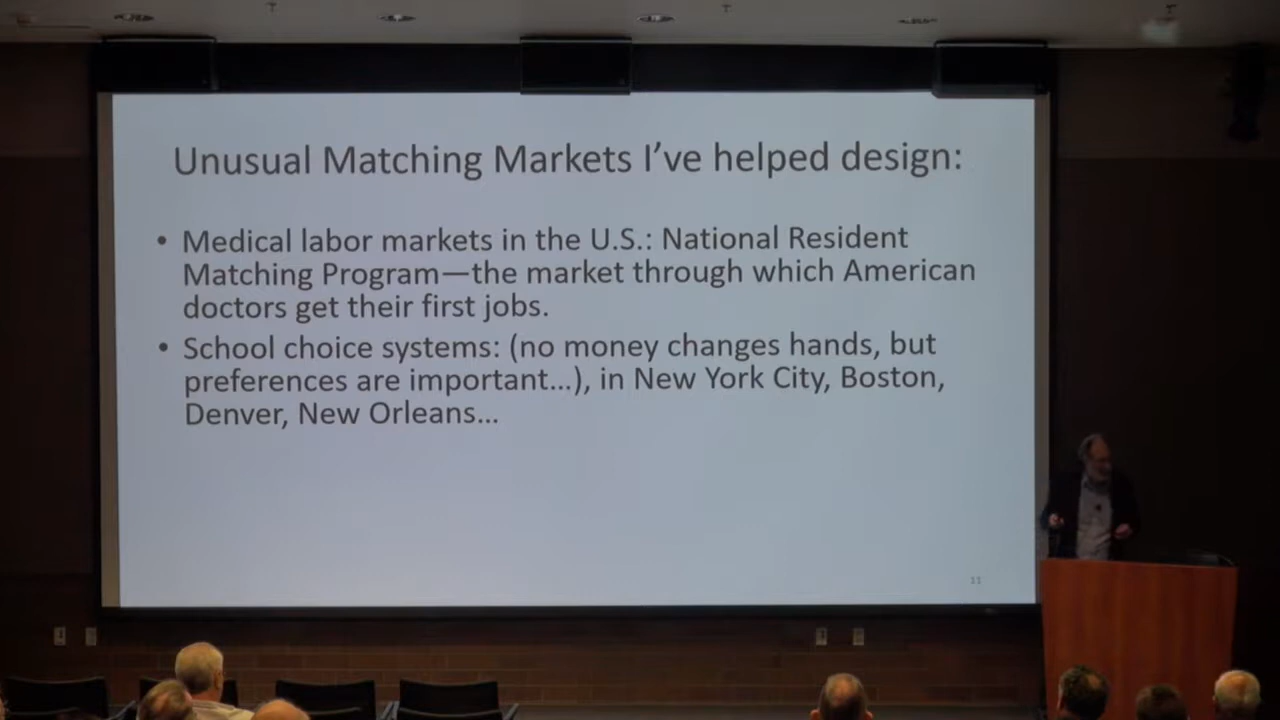 Unusual Matching Markets I’ve helped design:
• Medical labor markets in the U.S.: National Resident
Matching Program—the market through which American
doctors get their first jobs.
• School choice systems: (no money changes hands, but
preferences are important…), in New York City, Boston,
Denver, New Orleans…
11